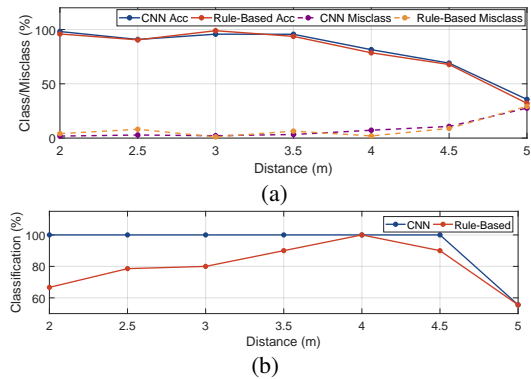 CNN Acc Rule-Based Acc CNN Misclass Rule-Based Misclass
Class/Misclass (%)
100
50
0
2 2.5 3 3.5 4 4.5 5
Distance (m)
(a)
CNN Rule-Based
Classification (%)
100
80
60
2 2.5 3 3.5 4 4.5 5
Distance (m)
(b)